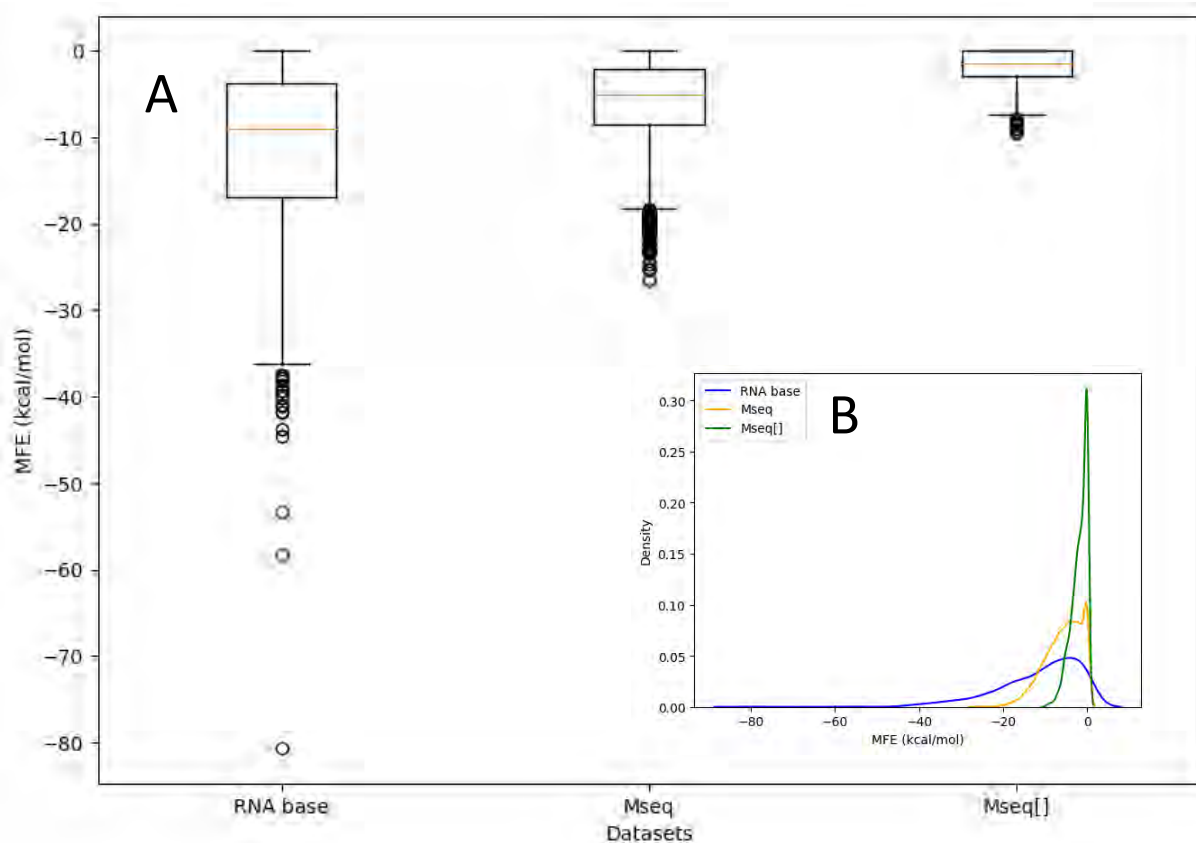 A
MFE (kcal/mol)
0
−10
−20
−30
−40
−50
−60
−70
−80
RNA base
Mseq
Mseq[]
Datasets
B
RNA base
Mseq
Mseq[]
Density
0.30
0.25
0.20
0.15
0.10
0.05
0.00
−80
−60
−40
−20
0
MFE (kcal/mol)